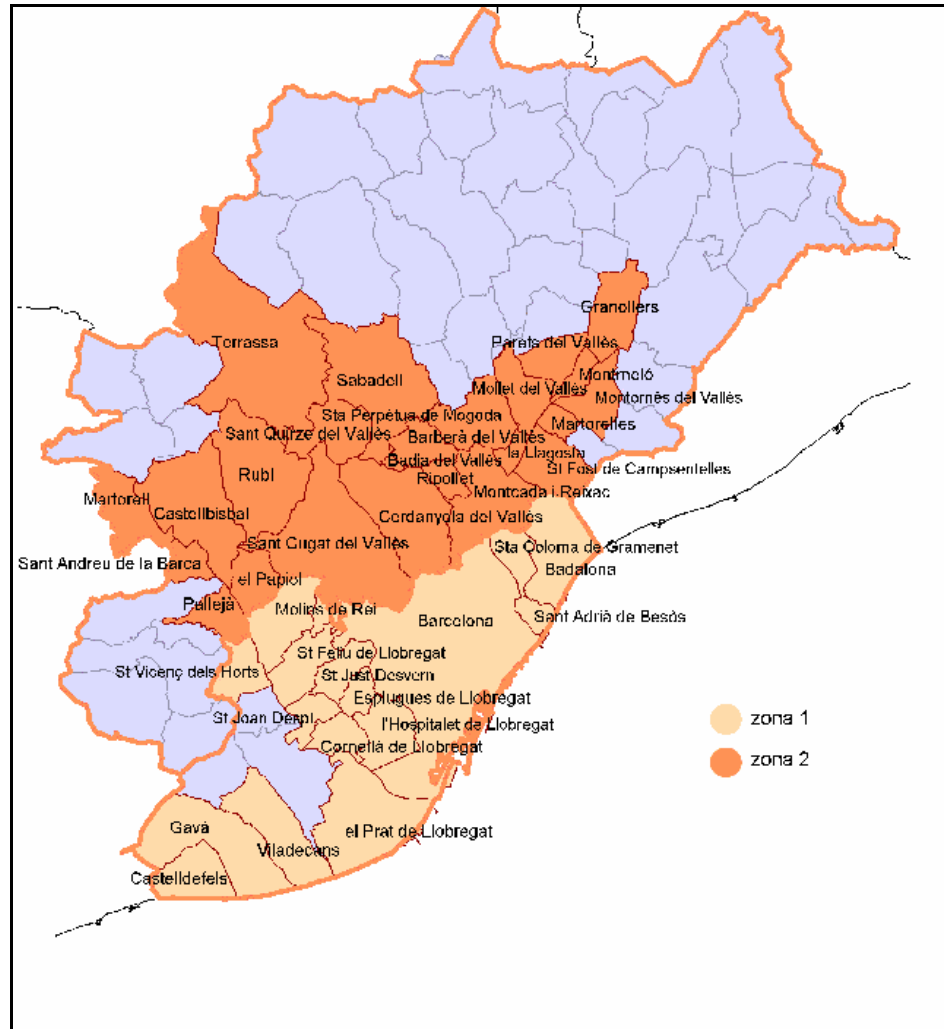 Granollers
Terrassa
Parets del Vallès
Sabadell
Montmeló
Mollet del Vallès
Montornès del Vallès
Sta Perpètua de Mogoda
Martorelles
Sant Quirze del Vallès
Barberà del Vallès
la Llagosta
Badia del Vallès
St Fost de Campsentelles
Rubí
Ripollet
Martorell
Montcada i Reixac
Castellbisbal
Cerdanyola del Vallès
Sant Cugat del Vallès
Sta Coloma de Gramenet
Sant Andreu de la Barca
Badalona
el Papiol
Pallejà
Molins de Rei
Barcelona
Sant Adrià de Besòs
St Feliu de Llobregat
St Vicenç dels Horts
St Just Desvern
Esplugues de Llobregat
St Joan Despí
l'Hospitalet de Llobregat
zona 1
Cornellà de Llobregat
zona 2
Gavà
el Prat de Llobregat
Viladecans
Castelldefels